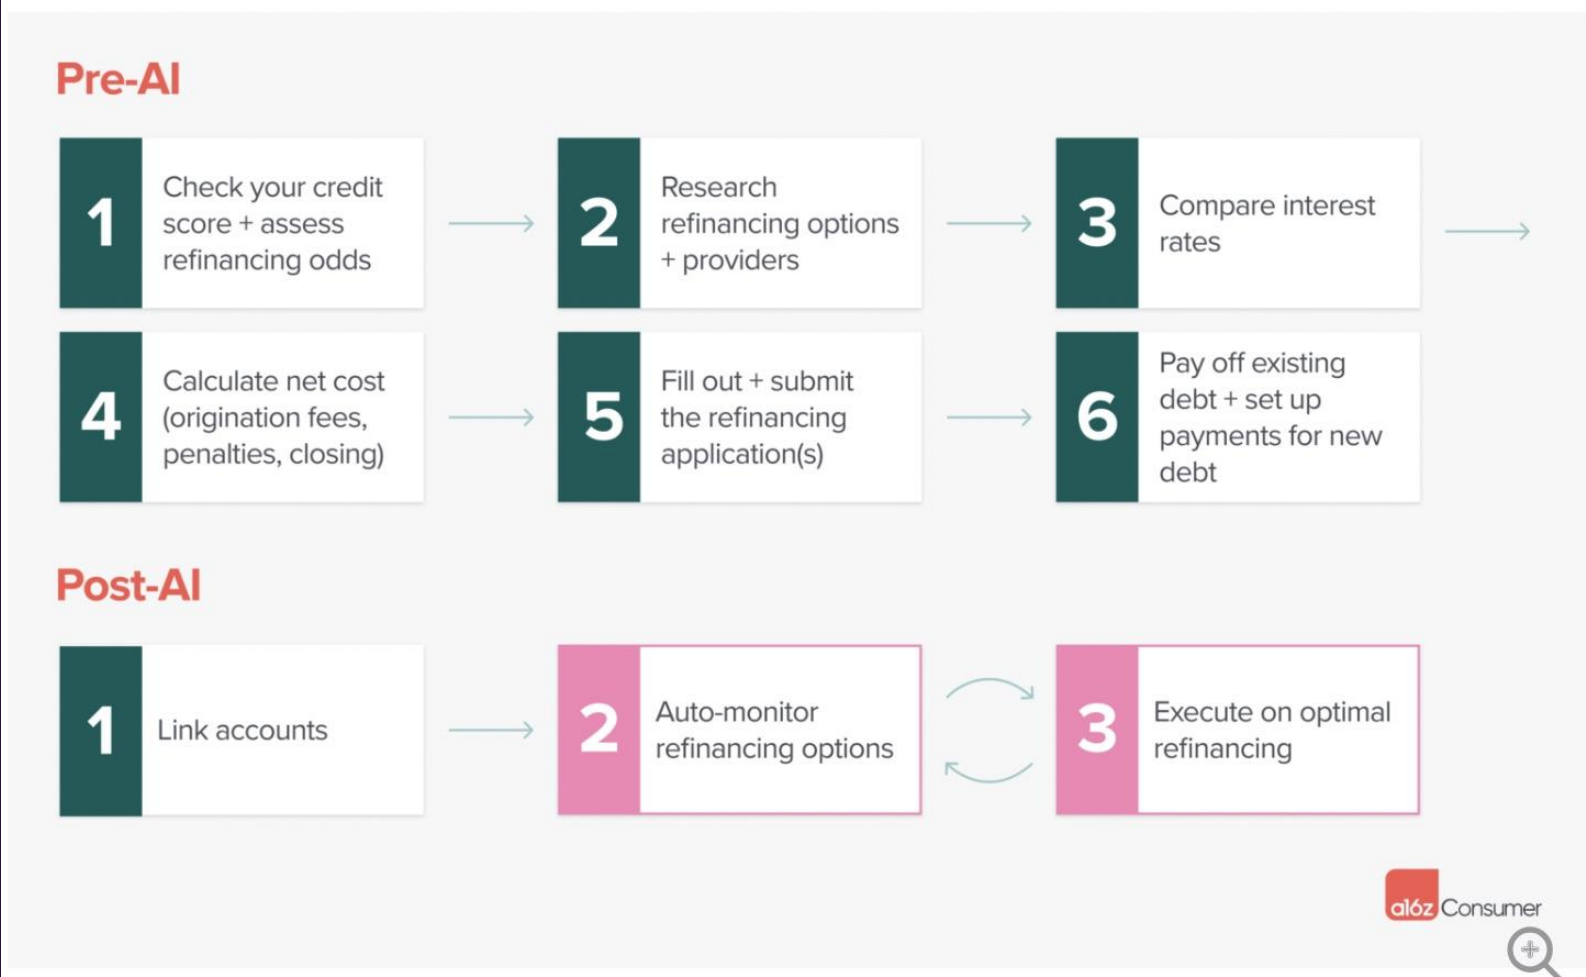 Pre-AI
1
Check your credit
score + assess
refinancing odds
2
Research
refinancing options
+ providers
3
Compare interest
rates
4
Calculate net cost
(origination fees,
penalties, closing)
5
Fill out + submit
the refinancing
application(s)
6
Pay off existing
debt + set up
payments for new
debt
Post-AI
1
Link accounts
2
Auto-monitor
refinancing options
3
Execute on optimal
refinancing
a16z Consumer